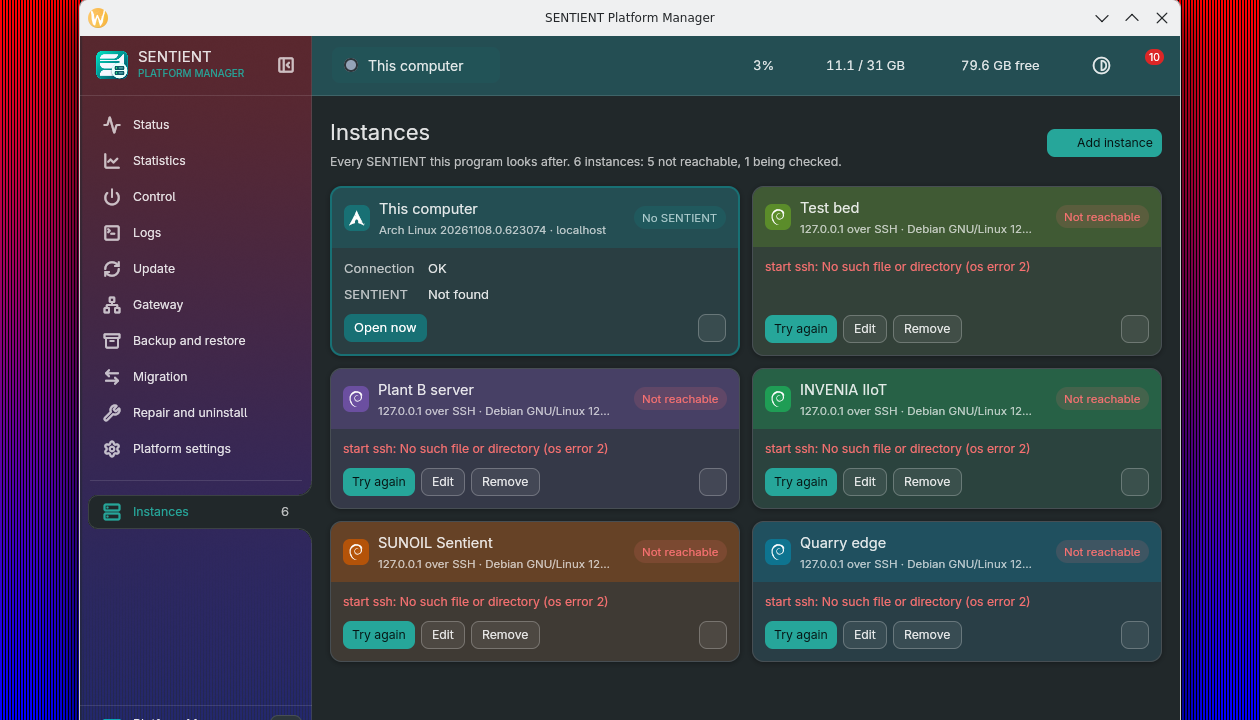 SENTIENT Platform Manager
SENTIENT
PLATFORM MANAGER
This computer
3%
11.1 / 31 GB
79.6 GB free
10
Status
Statistics
Control
Logs
Update
Gateway
Backup and restore
Migration
Repair and uninstall
Platform settings
Instances 6
Instances
Every SENTIENT this program looks after. 6 instances: 5 not reachable, 1 being checked.
Add instance
This computer
Arch Linux 20261108.0.623074 · localhost
No SENTIENT
Connection OK
SENTIENT Not found
Open now
Test bed
127.0.0.1 over SSH · Debian GNU/Linux 12...
Not reachable
start ssh: No such file or directory (os error 2)
Try again Edit Remove
Plant B server
127.0.0.1 over SSH · Debian GNU/Linux 12...
Not reachable
start ssh: No such file or directory (os error 2)
Try again Edit Remove
INVENIA IIoT
127.0.0.1 over SSH · Debian GNU/Linux 12...
Not reachable
start ssh: No such file or directory (os error 2)
Try again Edit Remove
SUNOIL Sentient
127.0.0.1 over SSH · Debian GNU/Linux 12...
Not reachable
start ssh: No such file or directory (os error 2)
Try again Edit Remove
Quarry edge
127.0.0.1 over SSH · Debian GNU/Linux 12...
Not reachable
start ssh: No such file or directory (os error 2)
Try again Edit Remove